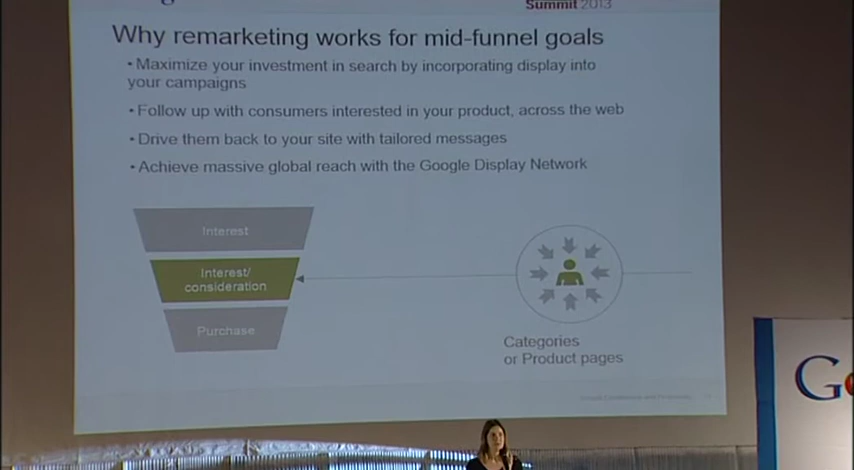 Summit 2013
Why remarketing works for mid-funnel goals
• Maximize your investment in search by incorporating display into
your campaigns
• Follow up with consumers interested in your product, across the web
• Drive them back to your site with tailored messages
• Achieve massive global reach with the Google Display Network
Interest
Interest/
consideration
Purchase
Categories
or Product pages
G